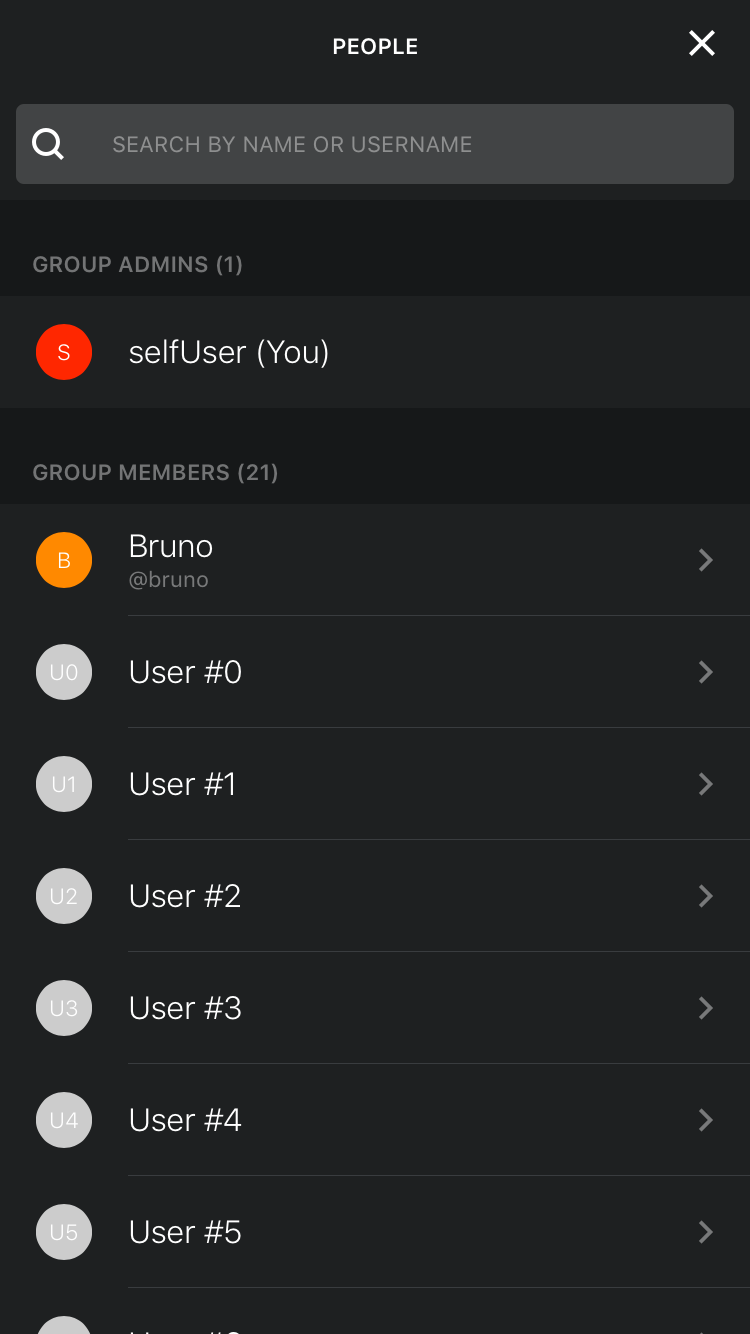 PEOPLE
SEARCH BY NAME OR USERNAME
GROUP ADMINS (1)
S
selfUser (You)
GROUP MEMBERS (21)
B
Bruno
@bruno
U0
User #0
U1
User #1
U2
User #2
U3
User #3
U4
User #4
U5
User #5